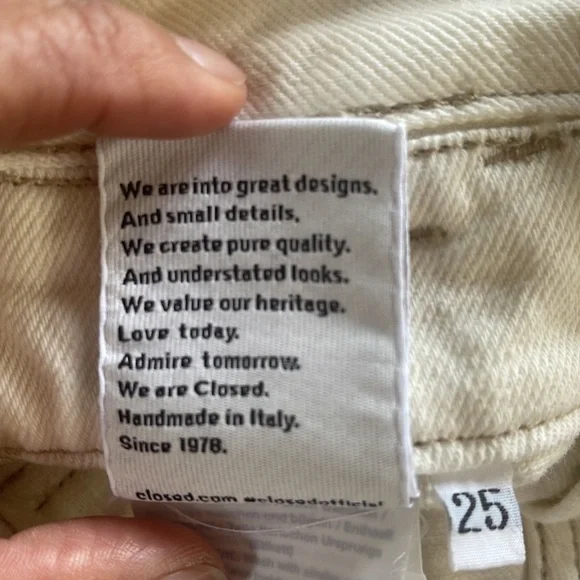 We are into great designs.
And small details.
We create pure quality.
And understated looks.
We value our heritage.
Love today.
Admire tomorrow.
We are Closed.
Handmade in Italy.
Since 1978.
closed.com #closedofficial
25